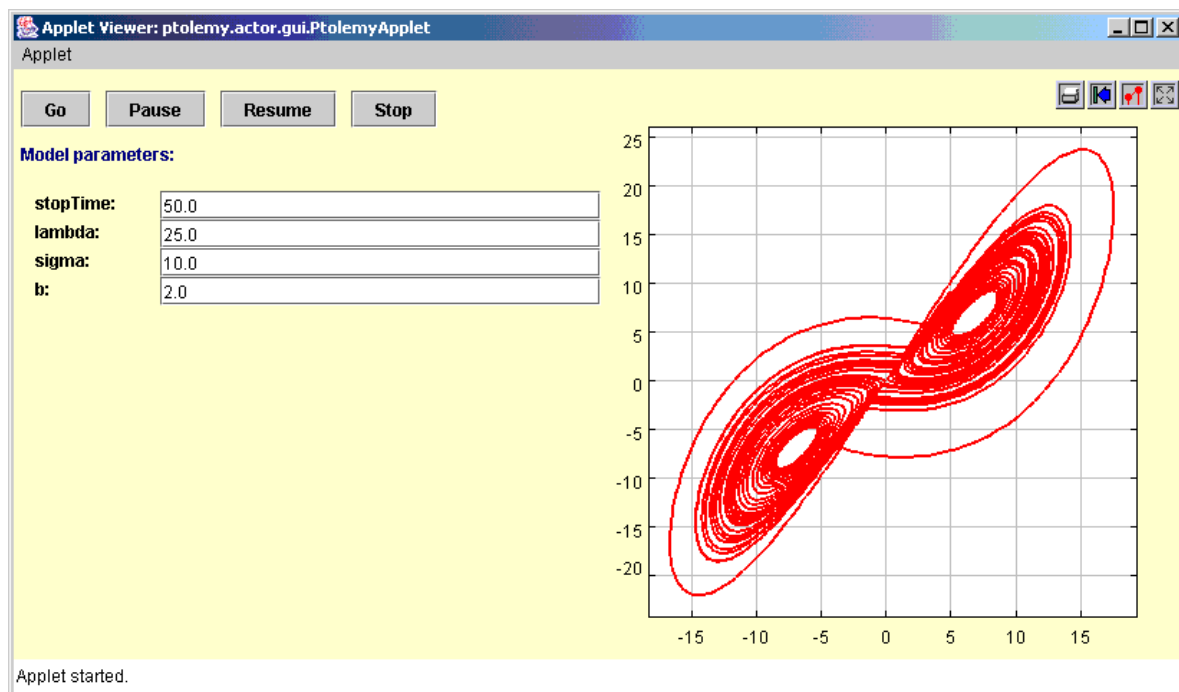 Applet Viewer: ptolemy.actor.gui.PtolemyApplet
Applet
Go Pause Resume Stop
Model parameters:
stopTime: 50.0
lambda: 25.0
sigma: 10.0
b: 2.0
25
20
15
10
5
0
-5
-10
-15
-20
-15 -10 -5 0 5 10 15
Applet started.